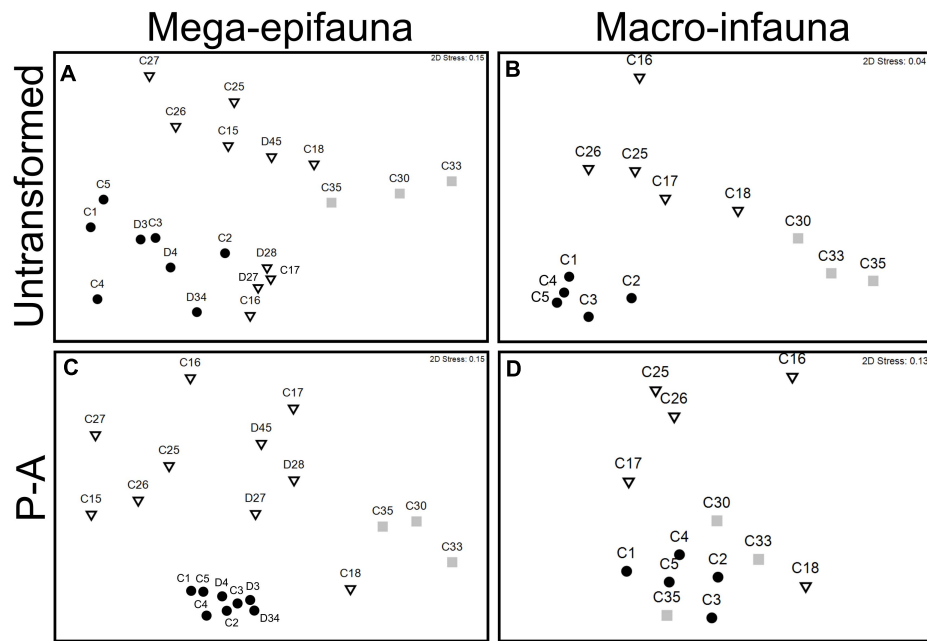 Mega-epifauna Macro-infauna
Untransformed
P-A
A
2D Stress: 0.15
C27
C25
C26
C15
D45
C18
C33
C30
C35
C5
C1
D3 C3
C2
D4
D28
C17
D27
C4
D34
C16
B
2D Stress: 0.04
C16
C26 C25
C17
C18
C30
C33
C35
C1
C4
C2
C5
C3
C
2D Stress: 0.15
C16
C17
C27
D45
C25
D28
C26
C15
D27
C35 C30
C33
C18
C1 C5 D4 D3
C3
C4
C2
D34
D
2D Stress: 0.13
C16
C25
C26
C17
C30
C4
C33
C1
C5
C2
C18
C35
C3